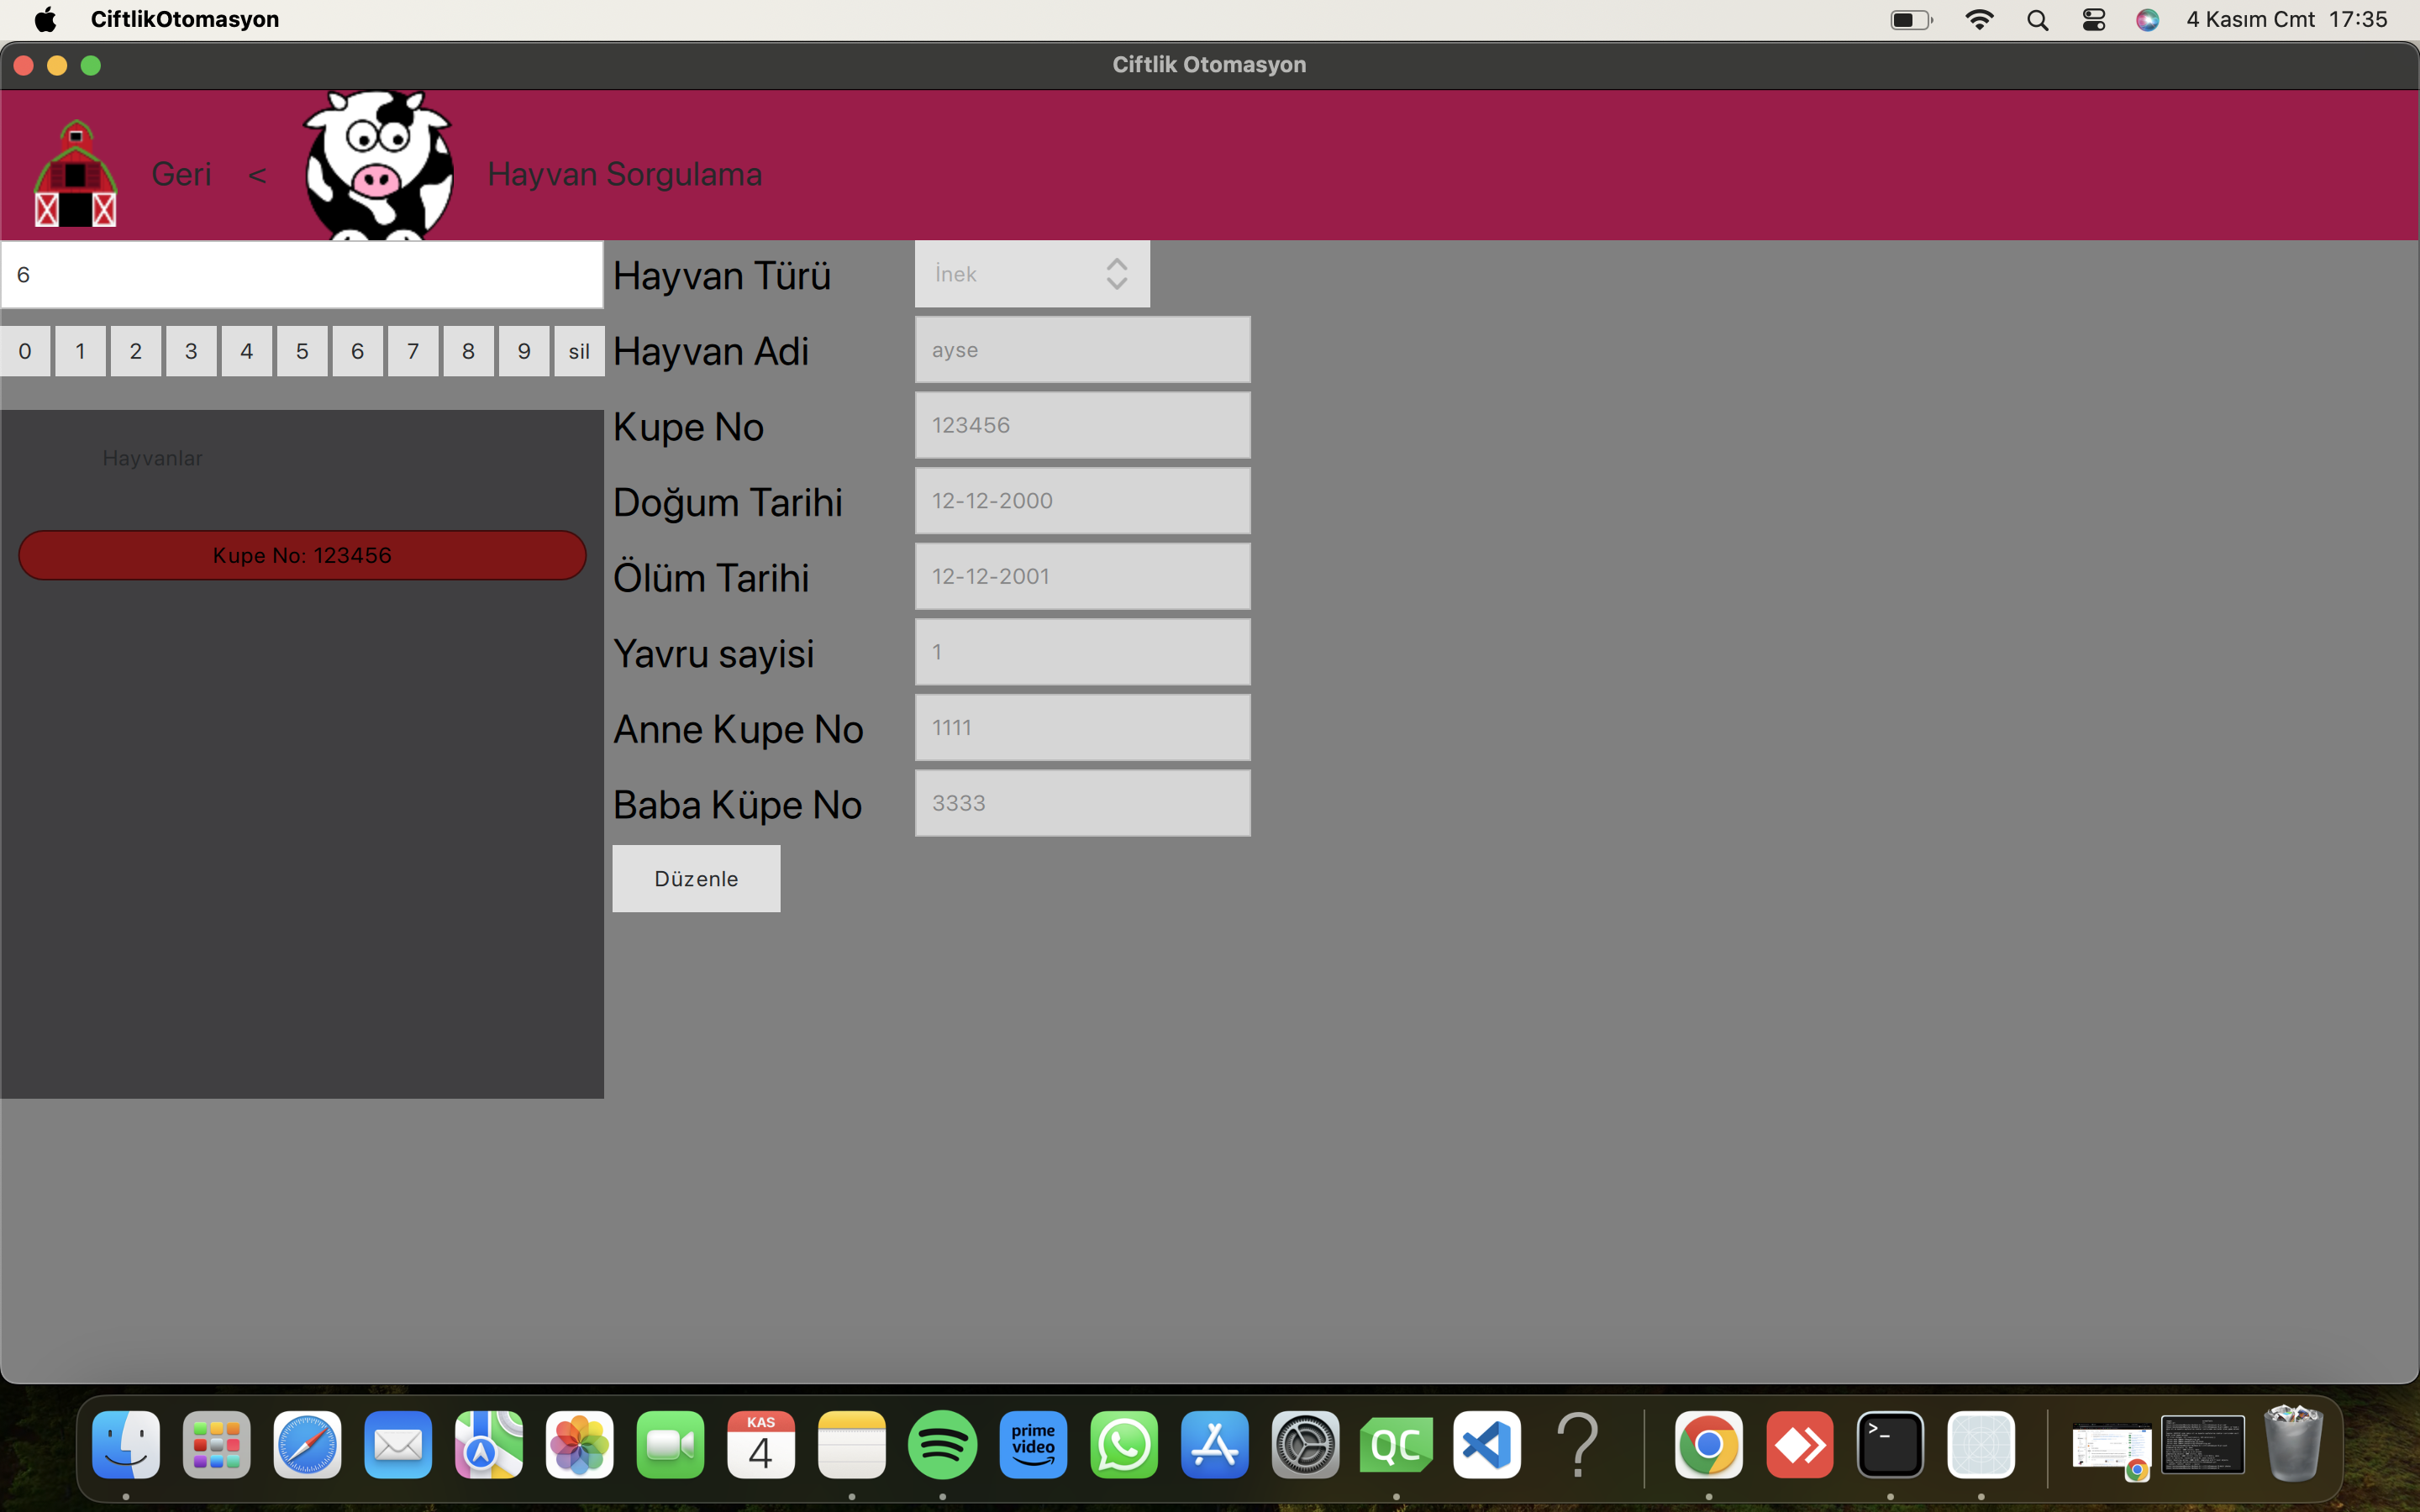 CiftlikOtomasyon
4 Kasım Cmt 17:35
Ciftlik Otomasyon
Geri < Hayvan Sorgulama
6
0 1 2 3 4 5 6 7 8 9 sil
Hayvanlar
Kupe No: 123456
Hayvan Türü İnek
Hayvan Adi ayse
Kupe No 123456
Doğum Tarihi 12-12-2000
Ölüm Tarihi 12-12-2001
Yavru sayisi 1
Anne Kupe No 1111
Baba Küpe No 3333
Düzenle
KAS
4
prime
video
QC
?
>_